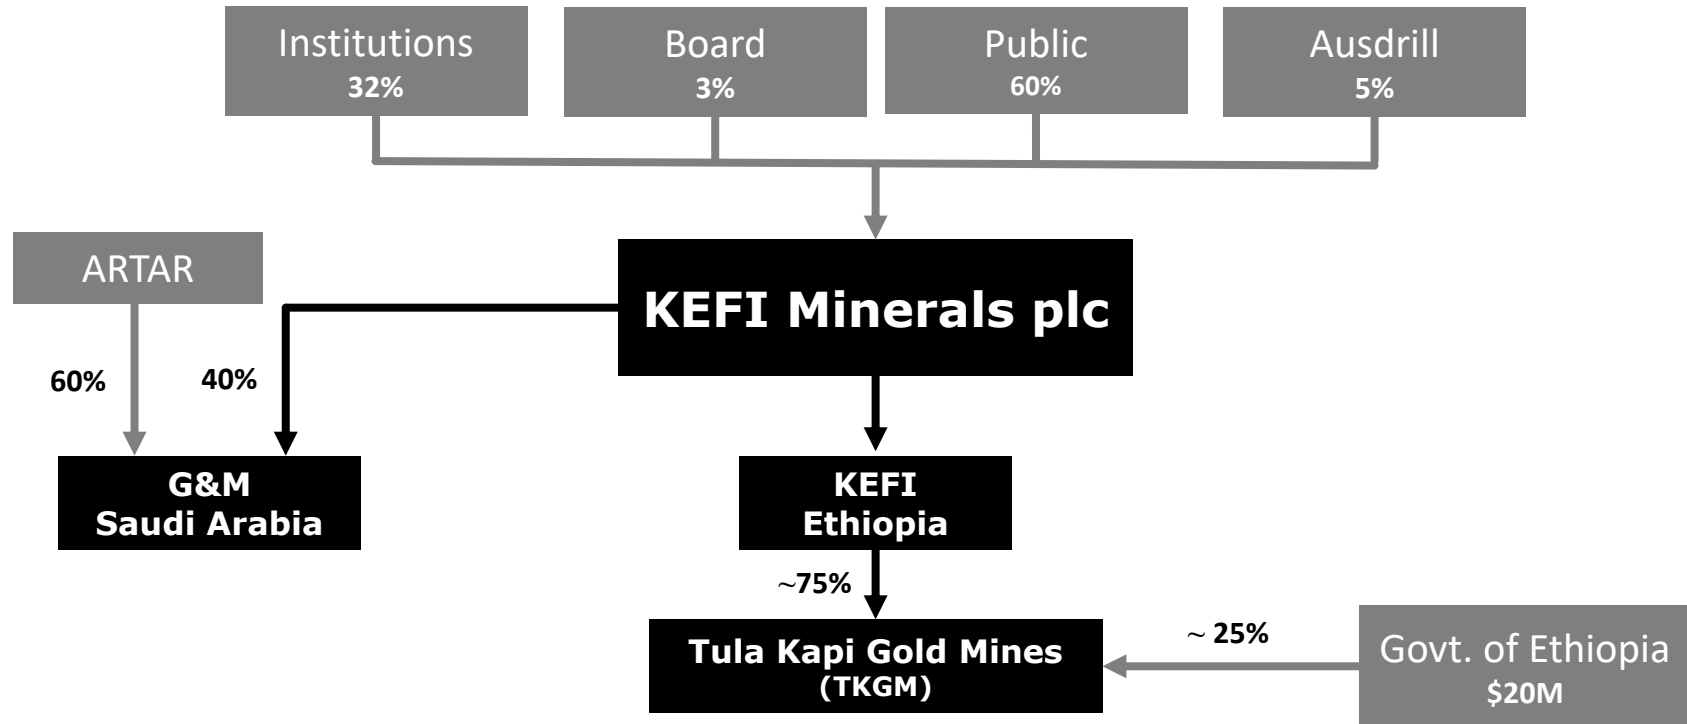 Institutions
32%
Board
3%
Public
60%
Ausdrill
5%
ARTAR
KEFI Minerals plc
60%
40%
G&M
Saudi Arabia
KEFI
Ethiopia
~75%
Tula Kapi Gold Mines
(TKGM)
~ 25%
Govt. of Ethiopia
$20M